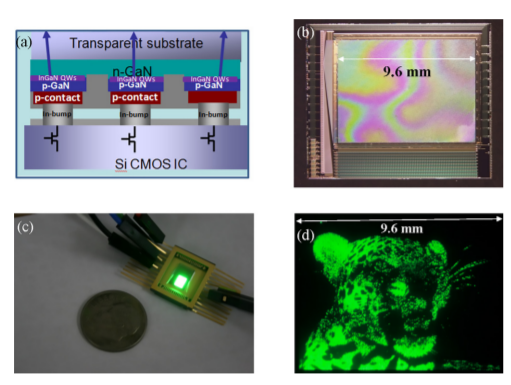 (a)
Transparent substrate
n-GaN
InGaN QWs InGaN QWs InGaN QWs
p-GaN p-GaN p-GaN
p-contact p-contact
In-bump In-bump In-bump
Si CMOS IC
(b)
9.6 mm
(c)
(d)
9.6 mm